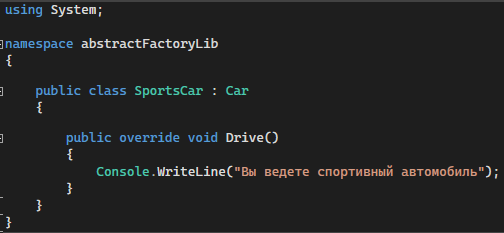 using System;
namespace abstractFactoryLib
{
public class SportsCar : Car
{
public override void Drive()
{
Console.WriteLine("Вы ведете спортивный автомобиль");
}
}
}